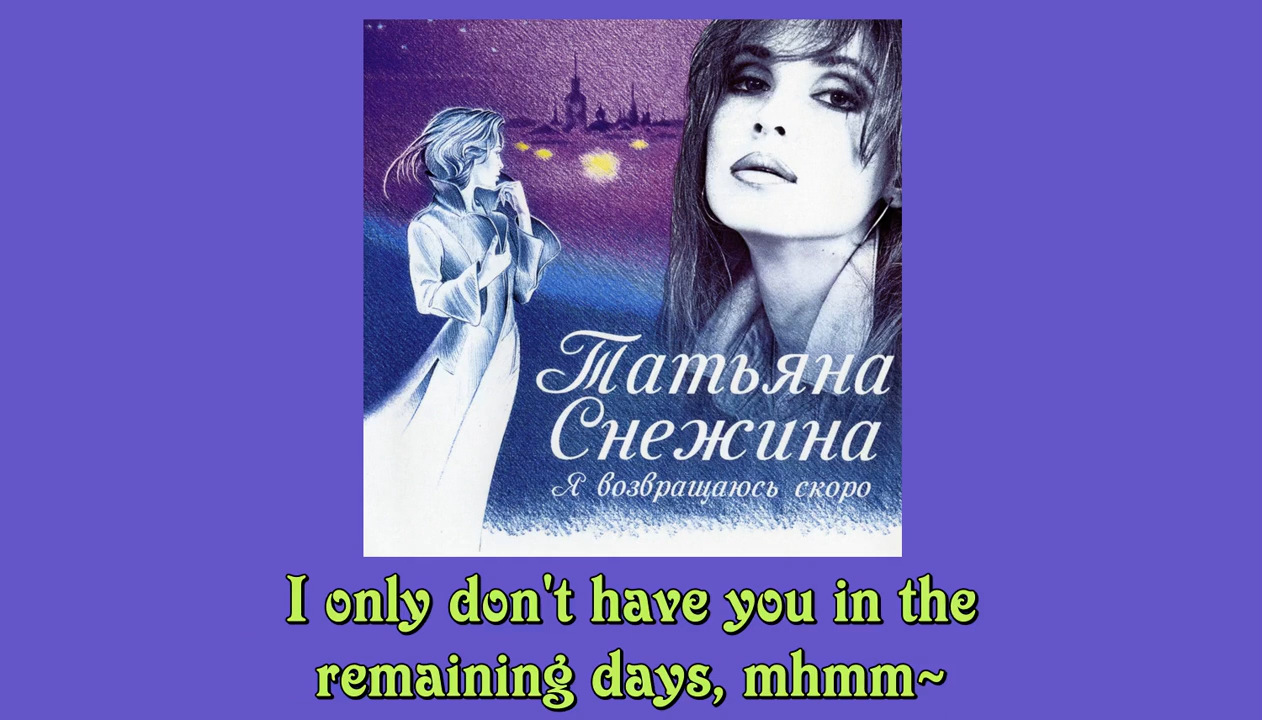 Татьяна
Снежина
Я возвращаюсь скоро
I only don't have you in the
remaining days, mhmm~